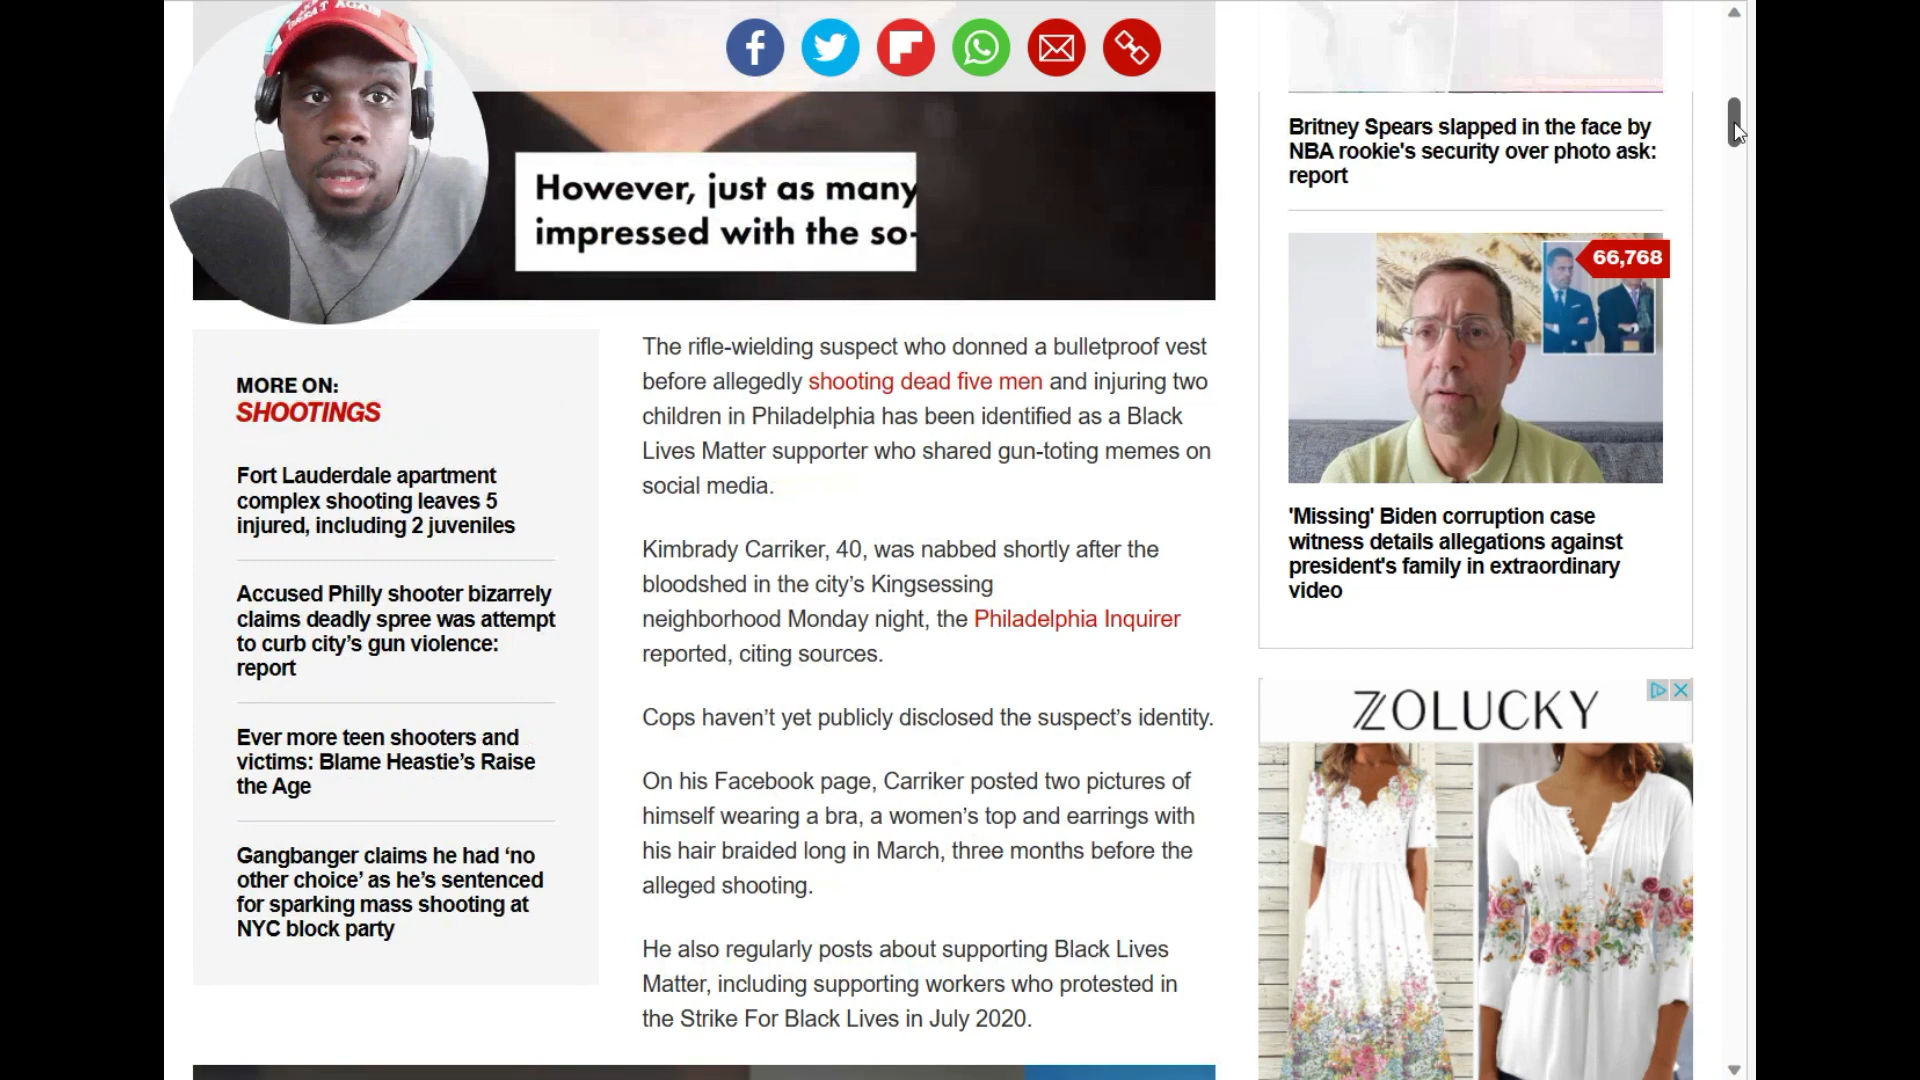 GREAT AGAIN
However, just as many
impressed with the so-
MORE ON:
SHOOTINGS
Fort Lauderdale apartment
complex shooting leaves 5
injured, including 2 juveniles
Accused Philly shooter bizarrely
claims deadly spree was attempt
to curb city’s gun violence:
report
Ever more teen shooters and
victims: Blame Heastie’s Raise
the Age
Gangbanger claims he had ‘no
other choice’ as he’s sentenced
for sparking mass shooting at
NYC block party
The rifle-wielding suspect who donned a bulletproof vest
before allegedly shooting dead five men and injuring two
children in Philadelphia has been identified as a Black
Lives Matter supporter who shared gun-toting memes on
social media.
Kimbrady Carriker, 40, was nabbed shortly after the
bloodshed in the city’s Kingsessing
neighborhood Monday night, the Philadelphia Inquirer
reported, citing sources.
Cops haven’t yet publicly disclosed the suspect’s identity.
On his Facebook page, Carriker posted two pictures of
himself wearing a bra, a women’s top and earrings with
his hair braided long in March, three months before the
alleged shooting.
He also regularly posts about supporting Black Lives
Matter, including supporting workers who protested in
the Strike For Black Lives in July 2020.
Britney Spears slapped in the face by
NBA rookie's security over photo ask:
report
66,768
'Missing' Biden corruption case
witness details allegations against
president's family in extraordinary
video
ZOLUCKY